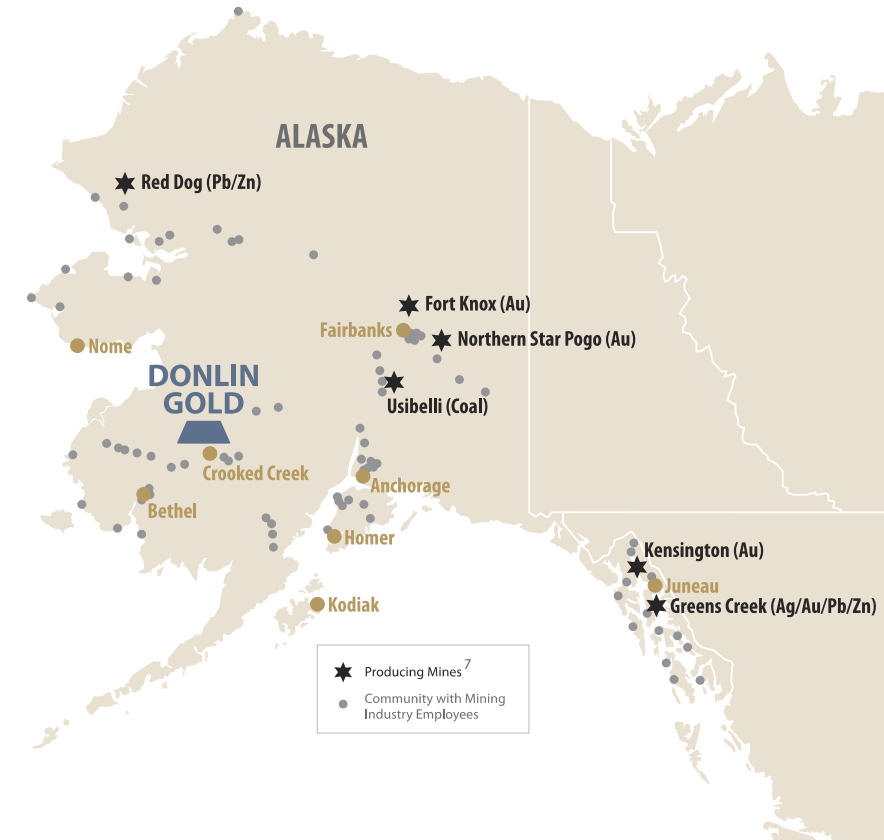 ALASKA
Red Dog (Pb/Zn)
Fort Knox (Au)
Fairbanks
Northern Star Pogo (Au)
Nome
DONLIN
GOLD
Usibelli (Coal)
Crooked Creek
Anchorage
Bethel
Homer
Kensington (Au)
Juneau
Greens Creek (Ag/Au/Pb/Zn)
Kodiak
Producing Mines 7
Community with Mining
Industry Employees